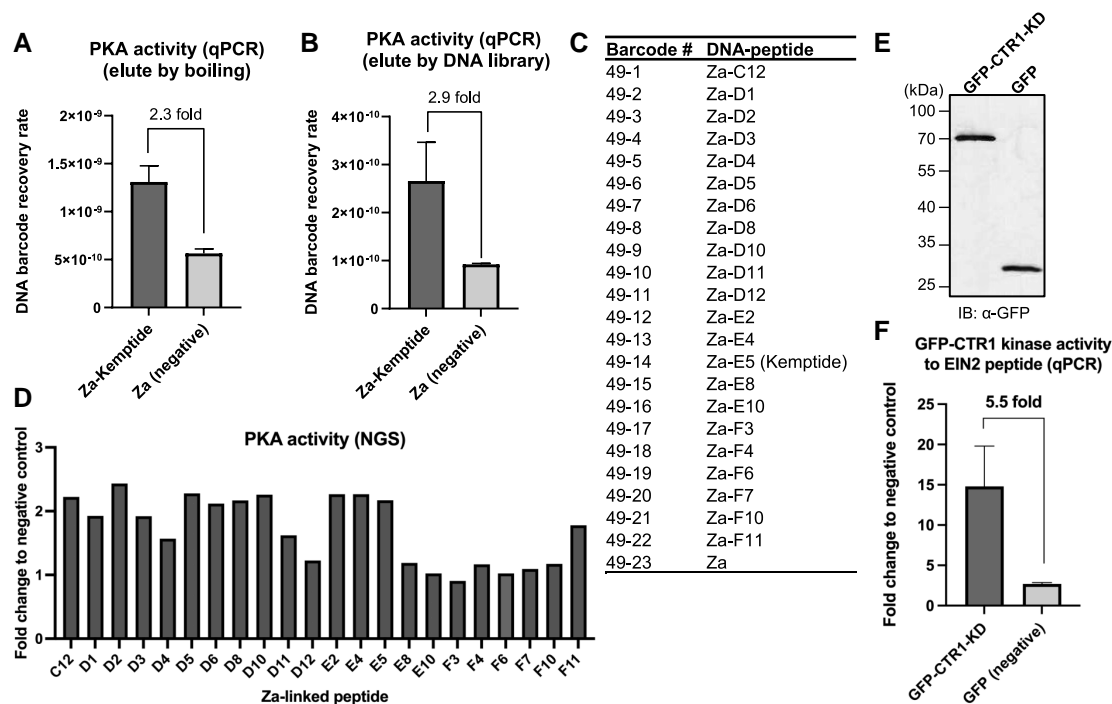 A
PKA activity (qPCR)
(elute by boiling)
DNA barcode recovery rate
2×10⁻⁹
1.5×10⁻⁹
1×10⁻⁹
5×10⁻¹⁰
0
2.3 fold
Za-Kemptide
Za (negative)
B
PKA activity (qPCR)
(elute by DNA library)
DNA barcode recovery rate
4×10⁻¹⁰
3×10⁻¹⁰
2×10⁻¹⁰
1×10⁻¹⁰
0
2.9 fold
Za-Kemptide
Za (negative)
C
Barcode # DNA-peptide
49-1 Za-C12
49-2 Za-D1
49-3 Za-D2
49-4 Za-D3
49-5 Za-D4
49-6 Za-D5
49-7 Za-D6
49-8 Za-D8
49-9 Za-D10
49-10 Za-D11
49-11 Za-D12
49-12 Za-E2
49-13 Za-E4
49-14 Za-E5 (Kemptide)
49-15 Za-E8
49-16 Za-E10
49-17 Za-F3
49-18 Za-F4
49-19 Za-F6
49-20 Za-F7
49-21 Za-F10
49-22 Za-F11
49-23 Za
D
PKA activity (NGS)
Fold change to negative control
3
2
1
0
C12 D1 D2 D3 D4 D5 D6 D8 D10 D11 D12 E2 E4 E5 E8 E10 F3 F4 F6 F7 F10 F11
Za-linked peptide
E
GFP-CTR1-KD
GFP
(kDa)
100
70
55
40
35
25
IB: α-GFP
F
GFP-CTR1 kinase activity
to EIN2 peptide (qPCR)
Fold change to negative control
25
20
15
10
5
0
5.5 fold
GFP-CTR1-KD
GFP (negative)